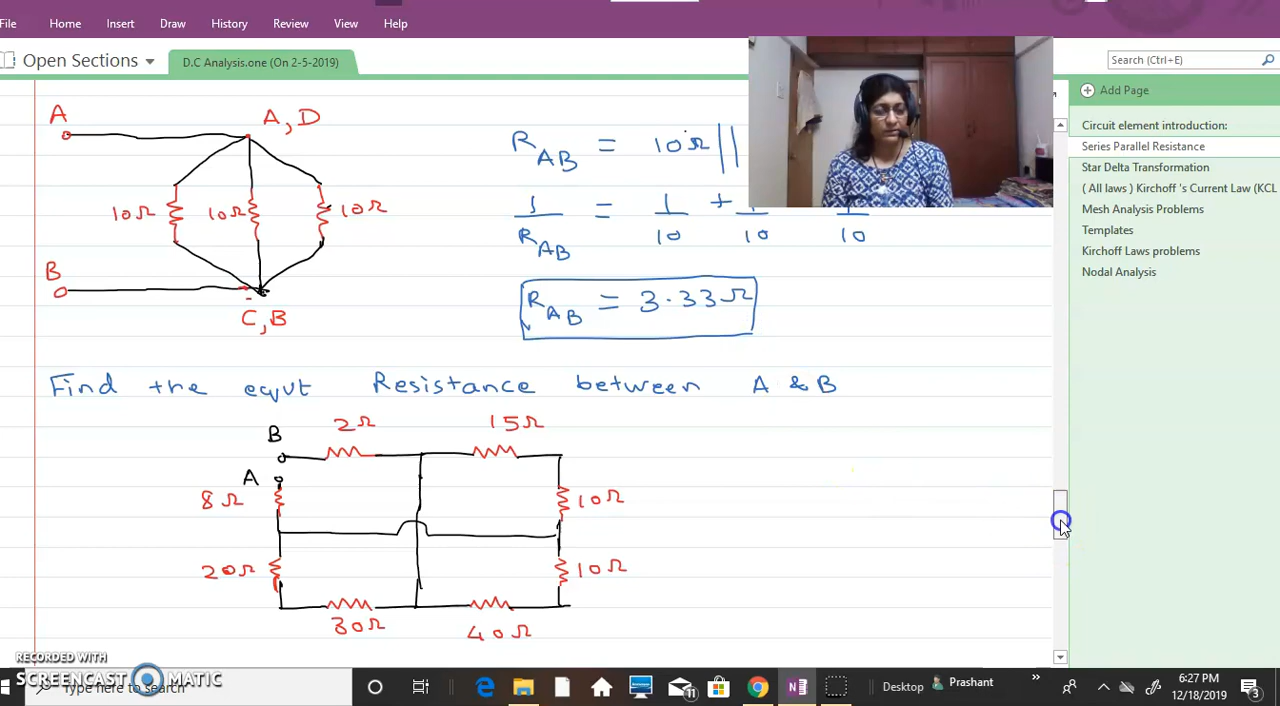 File Home Insert Draw History Review View Help
Open Sections D.C Analysis.one (On 2-5-2019) Search (Ctrl+E)
Add Page
Circuit element introduction:
Series Parallel Resistance
Star Delta Transformation
( All laws ) Kirchoff 's Current Law (KCL
Mesh Analysis Problems
Templates
Kirchoff Laws problems
Nodal Analysis
A A, D
10Ω 10Ω 10Ω
B
C, B
R_AB = 10Ω ||
1/R_AB = 1/10 + 1/10 1/10
R_AB = 3.33Ω
Find the eqvt Resistance between A & B
B 2Ω 15Ω
A
8Ω 10Ω
20Ω 10Ω
30Ω 40Ω
RECORDED WITH
SCREENCAST MATIC
Type here to search
11
Desktop Prashant
6:27 PM
12/18/2019
3